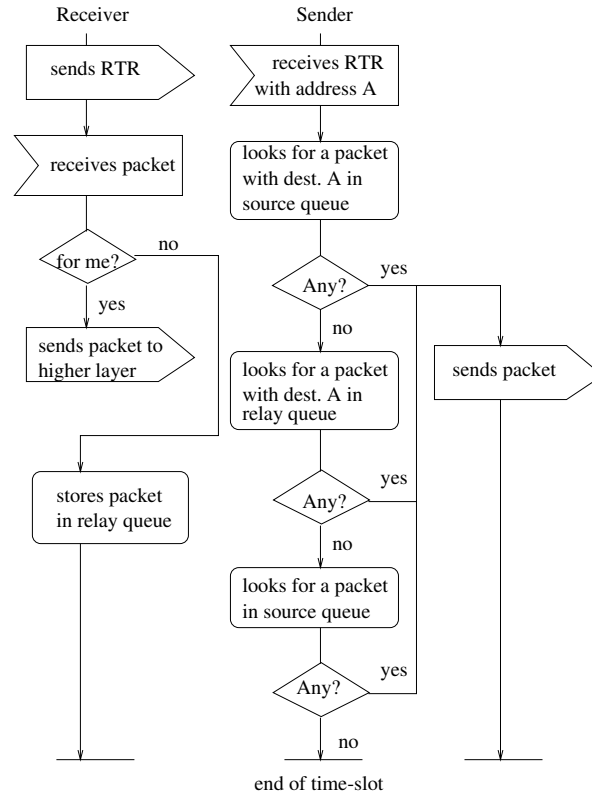 Receiver
sends RTR
receives packet
for me?
no
yes
sends packet to
higher layer
stores packet
in relay queue
Sender
receives RTR
with address A
looks for a packet
with dest. A in
source queue
Any?
yes
no
looks for a packet
with dest. A in
relay queue
Any?
yes
no
looks for a packet
in source queue
Any?
yes
no
sends packet
end of time-slot